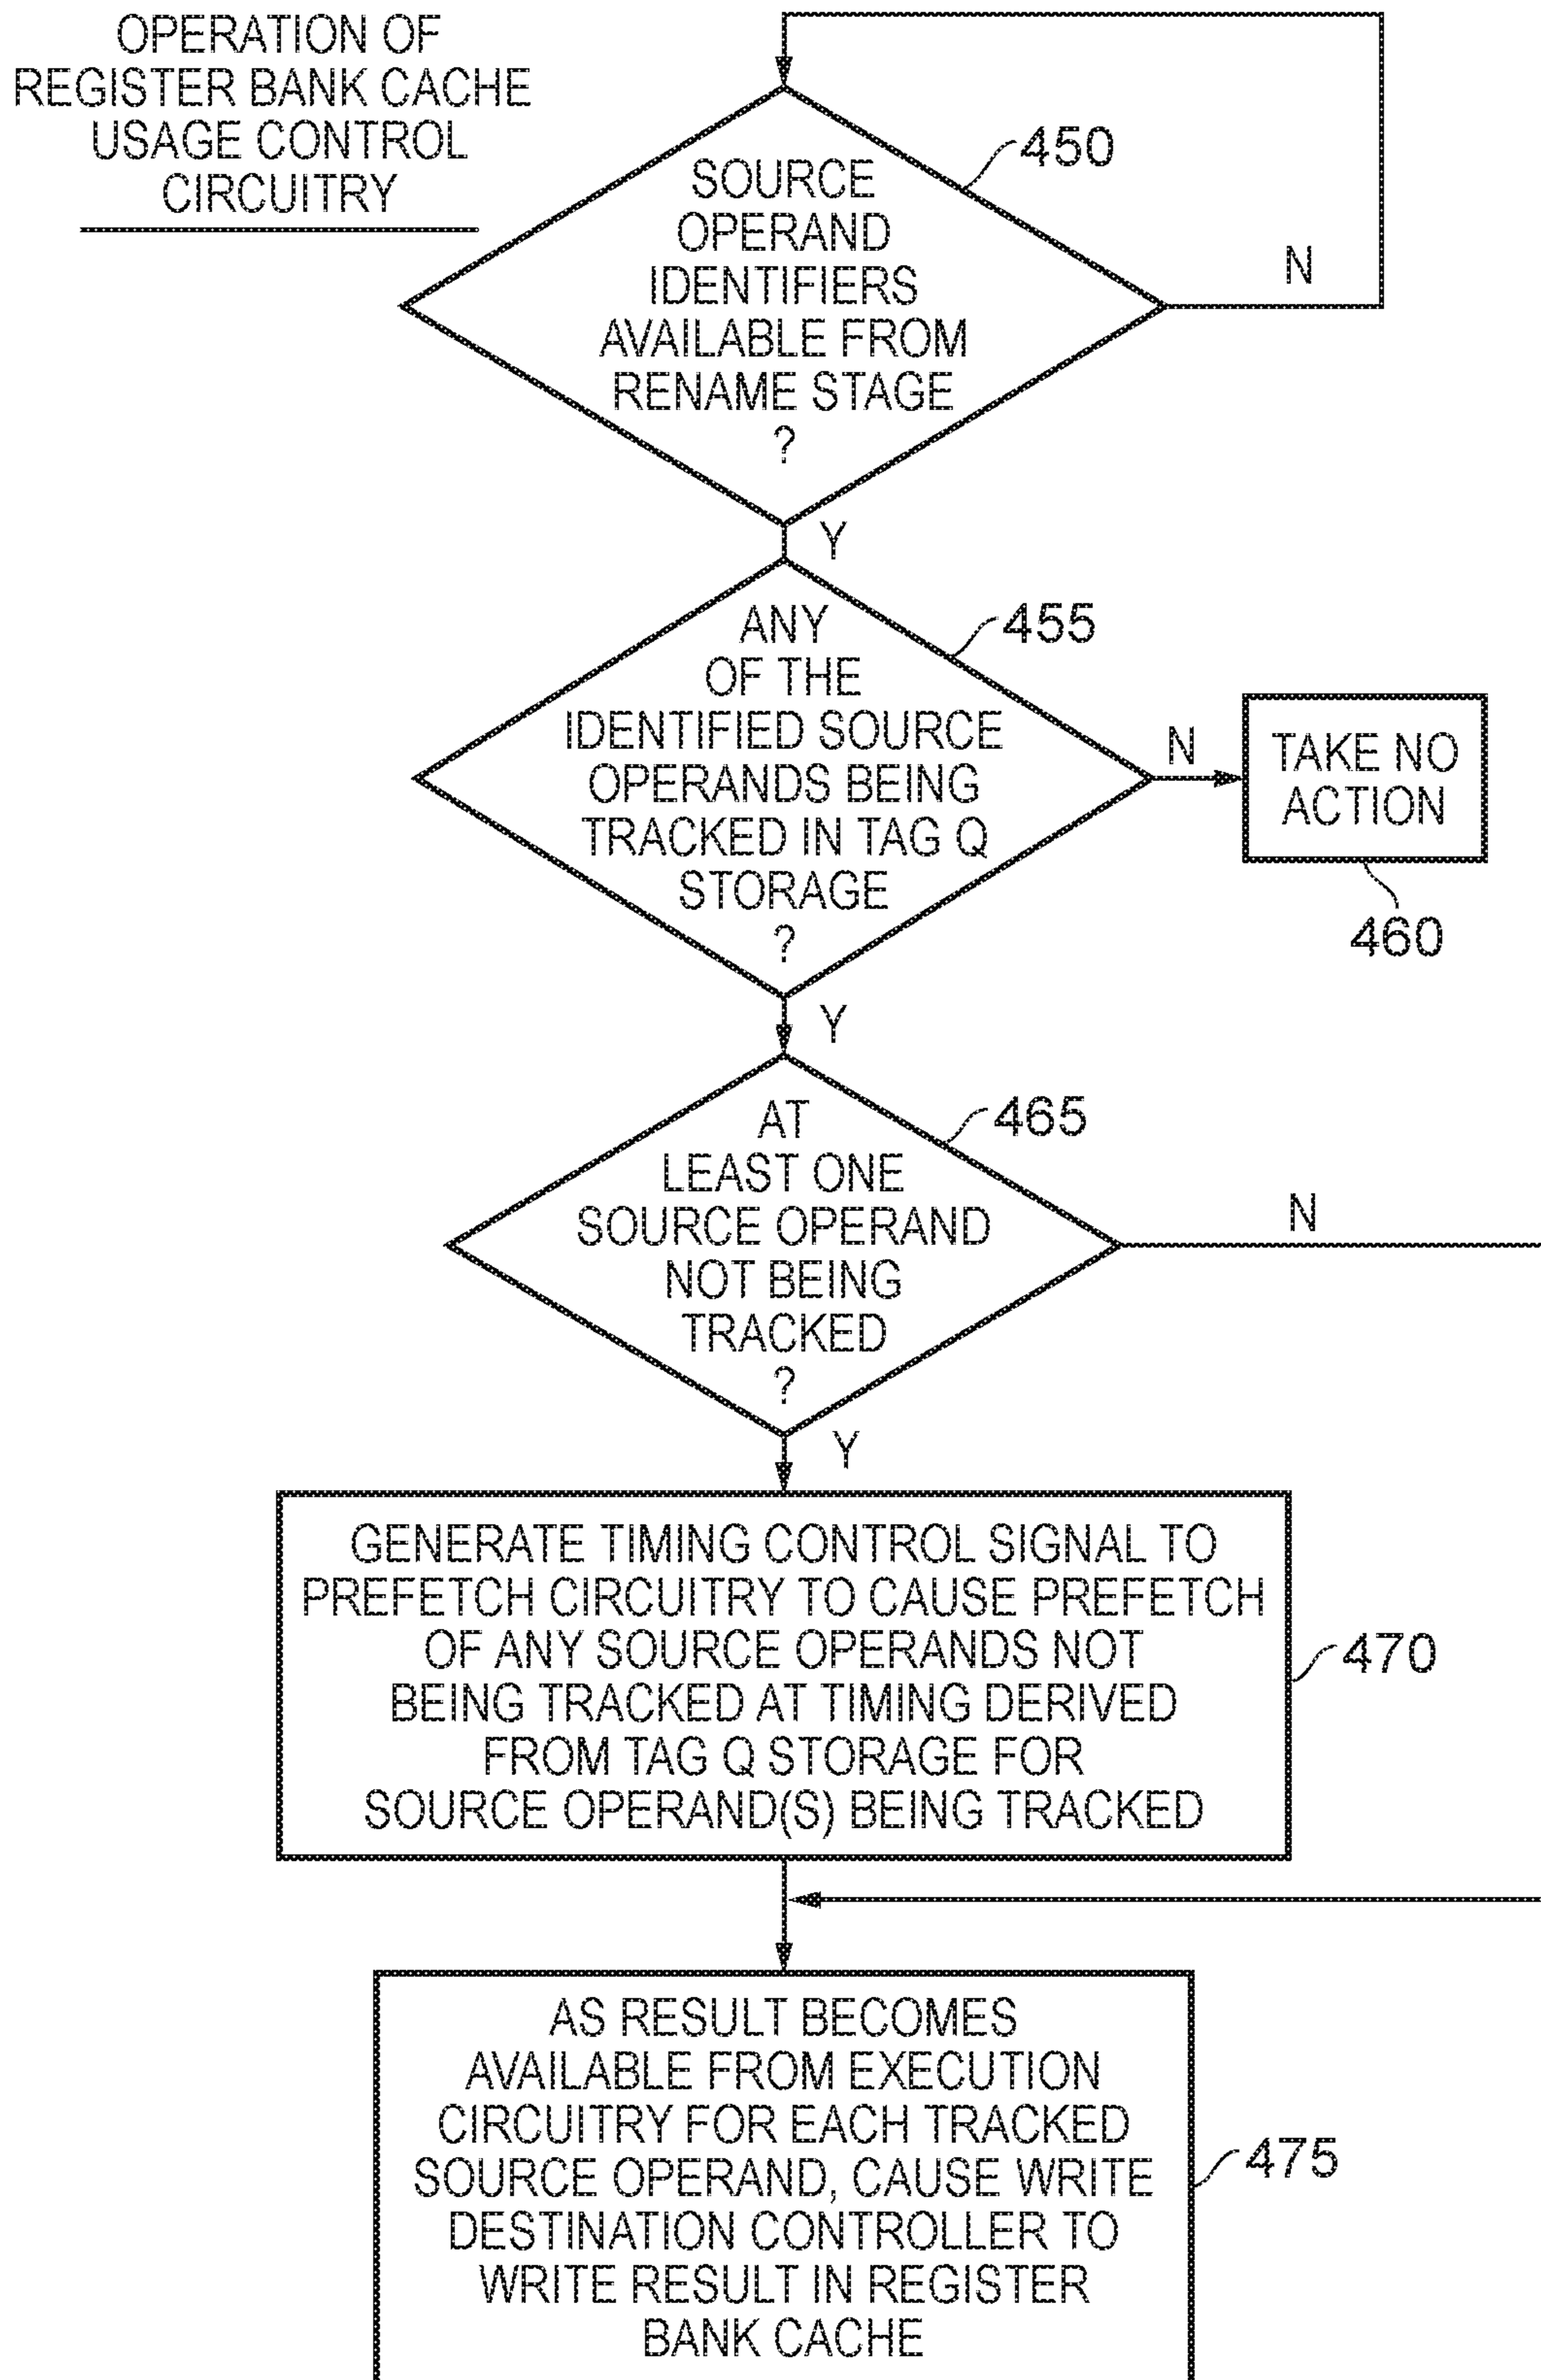 OPERATION OF
REGISTER BANK CACHE
USAGE CONTROL
CIRCUITRY
450
SOURCE
OPERAND
IDENTIFIERS
AVAILABLE FROM
RENAME STAGE
?
N
Y
455
ANY
OF THE
IDENTIFIED SOURCE
OPERANDS BEING
TRACKED IN TAG Q
STORAGE
?
N
TAKE NO
ACTION
460
Y
465
AT
LEAST ONE
SOURCE OPERAND
NOT BEING
TRACKED
?
N
Y
GENERATE TIMING CONTROL SIGNAL TO
PREFETCH CIRCUITRY TO CAUSE PREFETCH
OF ANY SOURCE OPERANDS NOT
BEING TRACKED AT TIMING DERIVED
FROM TAG Q STORAGE FOR
SOURCE OPERAND(S) BEING TRACKED
470
AS RESULT BECOMES
AVAILABLE FROM EXECUTION
CIRCUITRY FOR EACH TRACKED
SOURCE OPERAND, CAUSE WRITE
DESTINATION CONTROLLER TO
WRITE RESULT IN REGISTER
BANK CACHE
475